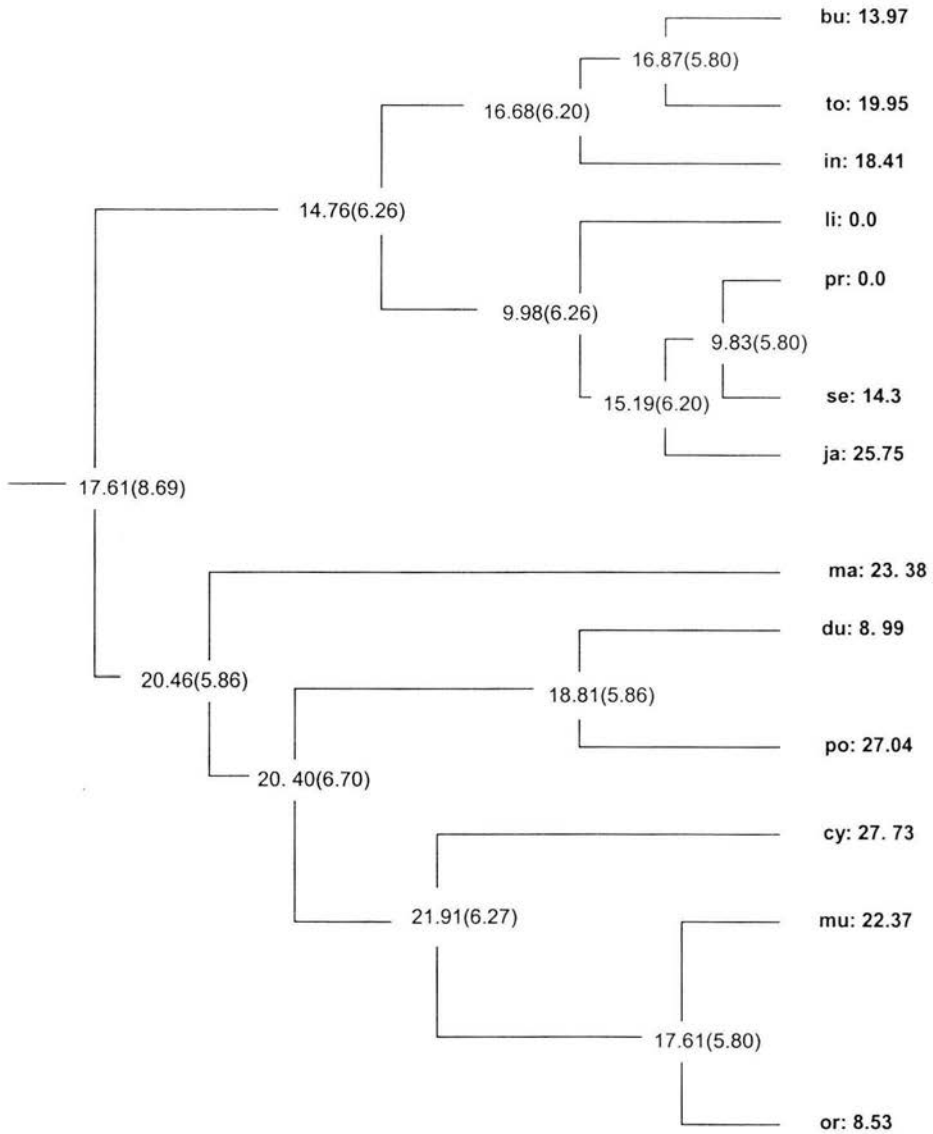 bu: 13.97
16.87(5.80)
to: 19.95
16.68(6.20)
in: 18.41
14.76(6.26)
li: 0.0
pr: 0.0
9.98(6.26)
9.83(5.80)
se: 14.3
15.19(6.20)
ja: 25.75
17.61(8.69)
ma: 23. 38
du: 8. 99
20.46(5.86)
18.81(5.86)
po: 27.04
20. 40(6.70)
cy: 27. 73
21.91(6.27)
mu: 22.37
17.61(5.80)
or: 8.53